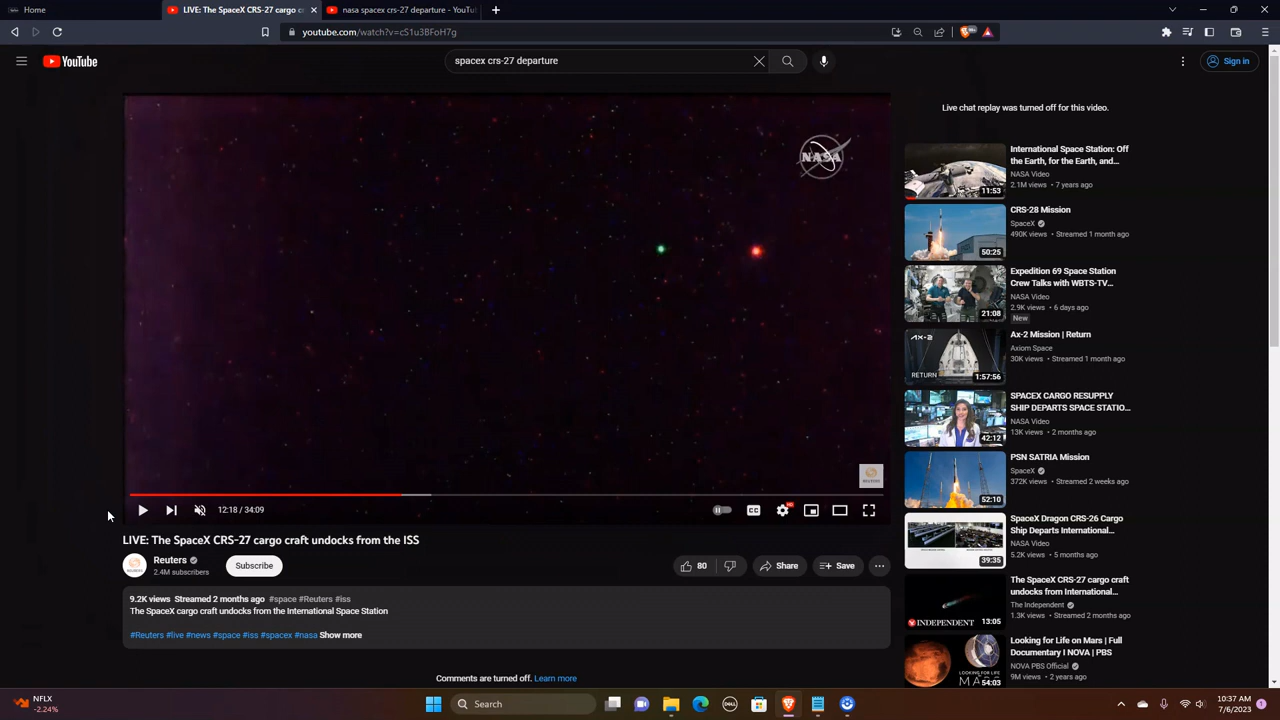 Home
LIVE: The SpaceX CRS-27 cargo c
nasa spacex crs-27 departure - YouTu
youtube.com/watch?v=cS1u3BFoH7g
99+
YouTube
spacex crs-27 departure
Sign in
Live chat replay was turned off for this video.
NASA
International Space Station: Off
the Earth, for the Earth, and...
NASA Video
2.1M views • 7 years ago
11:53
CRS-28 Mission
SpaceX
490K views • Streamed 1 month ago
50:25
Expedition 69 Space Station
Crew Talks with WBTS-TV...
NASA Video
2.9K views • 6 days ago
New
21:08
Ax-2 Mission | Return
Axiom Space
30K views • Streamed 1 month ago
AX-2
RETURN
1:57:56
SPACEX CARGO RESUPPLY
SHIP DEPARTS SPACE STATIO...
NASA Video
13K views • 2 months ago
42:12
PSN SATRIA Mission
SpaceX
372K views • Streamed 2 weeks ago
52:10
SpaceX Dragon CRS-26 Cargo
Ship Departs International...
NASA Video
5.2K views • 5 months ago
39:35
The SpaceX CRS-27 cargo craft
undocks from International...
The Independent
1.3K views • Streamed 2 months ago
INDEPENDENT
13:05
Looking for Life on Mars | Full
Documentary I NOVA | PBS
NOVA PBS Official
9M views • 2 years ago
LOOKING FOR LIFE
54:03
12:18 / 34:09
CC
HD
LIVE: The SpaceX CRS-27 cargo craft undocks from the ISS
Reuters
2.4M subscribers
Subscribe
80
Share
Save
9.2K views Streamed 2 months ago #space #Reuters #iss
The SpaceX cargo craft undocks from the International Space Station
#Reuters #live #news #space #iss #spacex #nasa Show more
Comments are turned off. Learn more
NFLX
-2.24%
Search
DELL
10:37 AM
7/6/2023